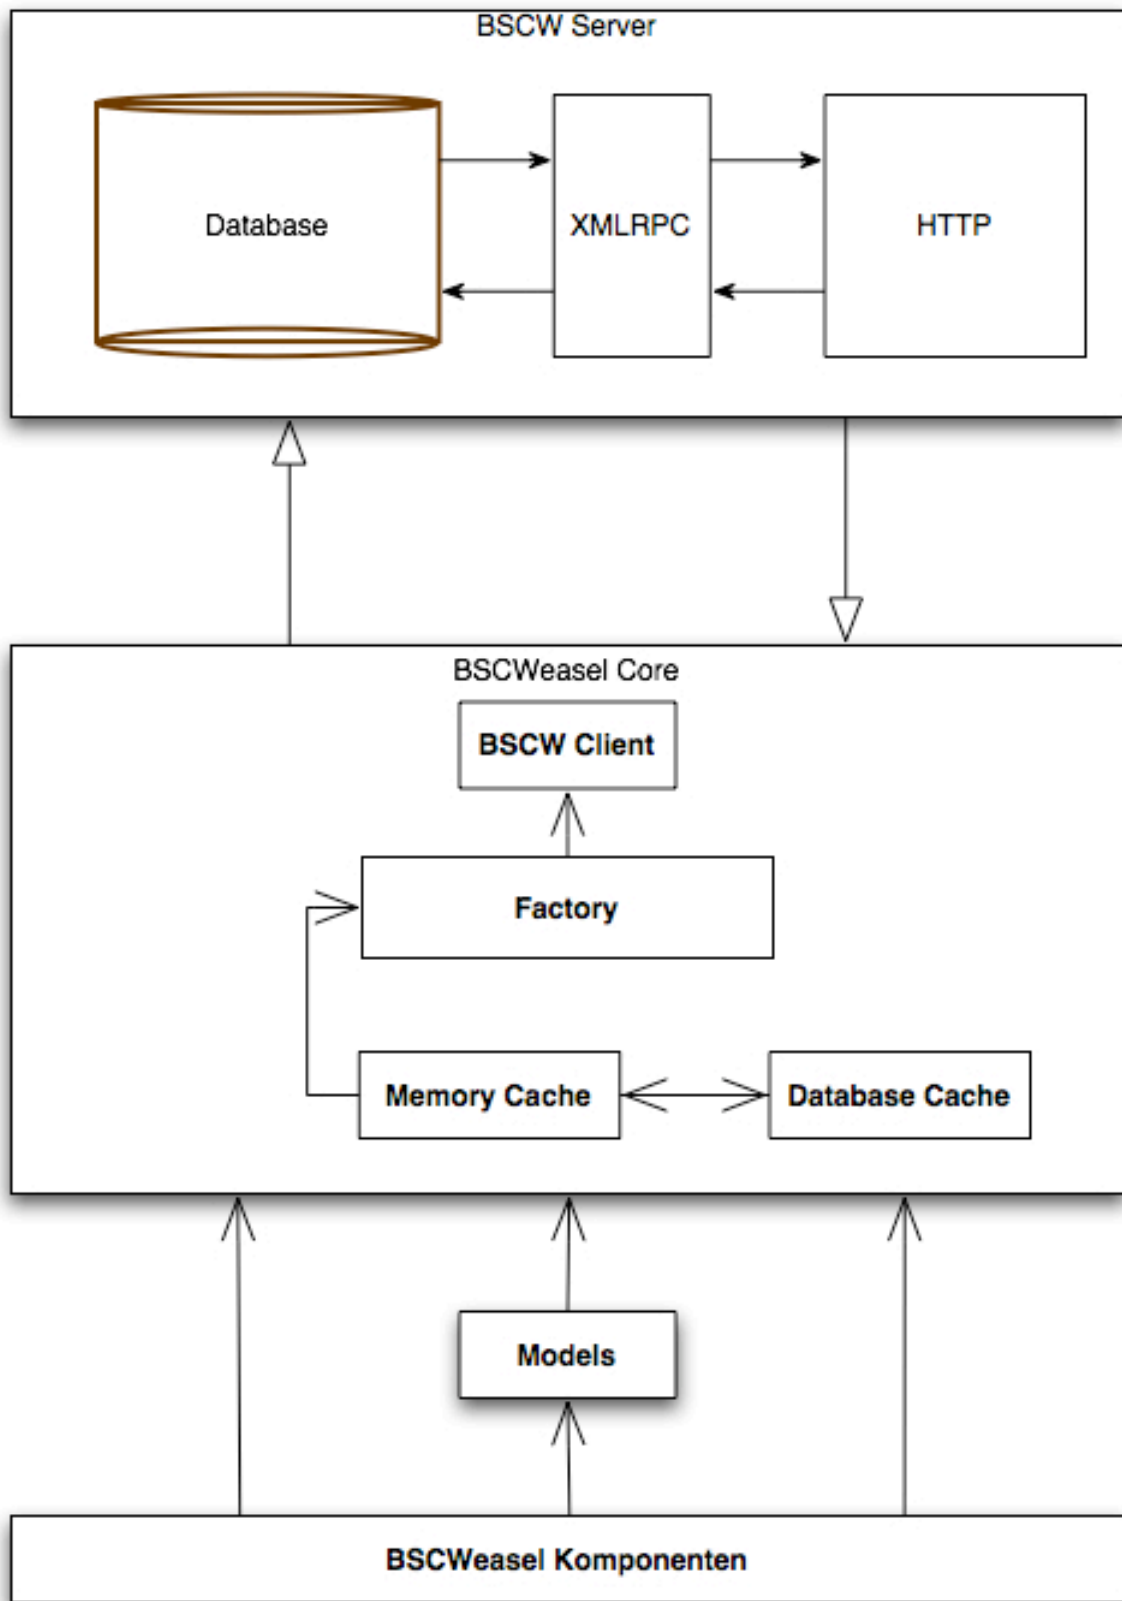 BSCW Server
Database
XMLRPC
HTTP
BSCWeasel Core
BSCW Client
Factory
Memory Cache
Database Cache
Models
BSCWeasel Komponenten